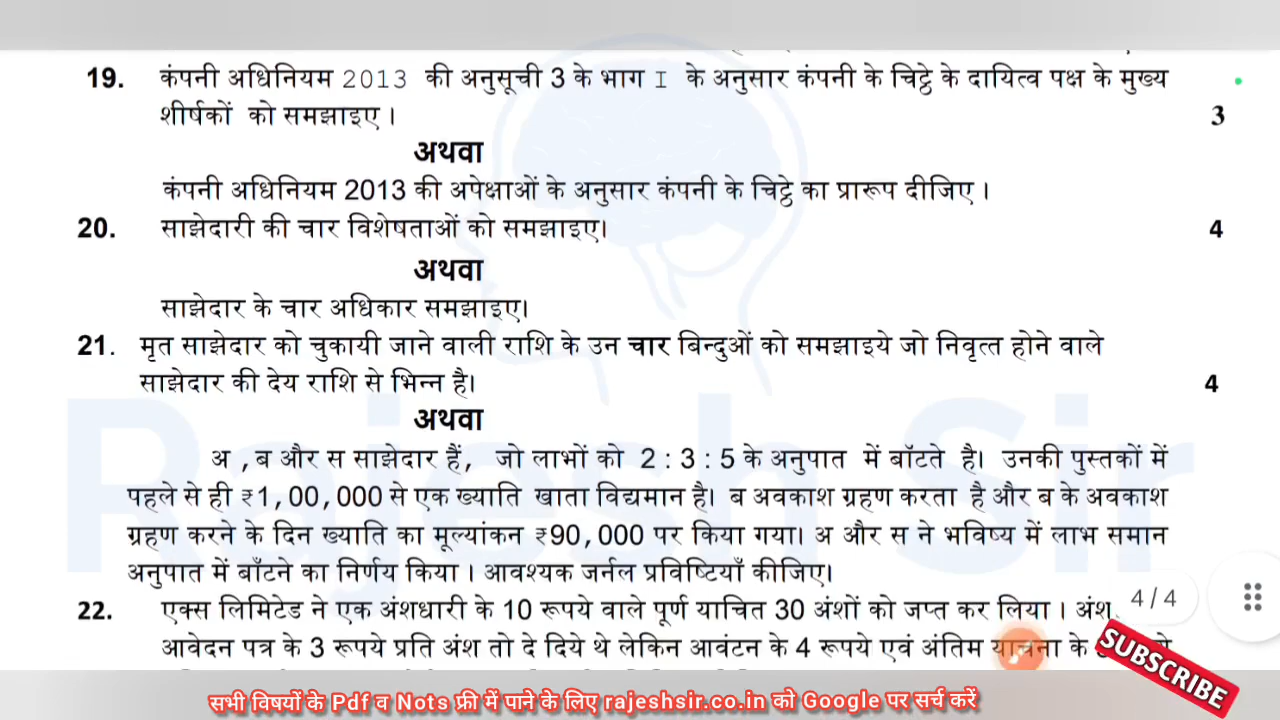 19. कंपनी अधिनियम 2013 की अनुसूची 3 के भाग I के अनुसार कंपनी के चिट्ठे के दायित्व पक्ष के मुख्य
शीर्षकों को समझाइए । 3
अथवा
कंपनी अधिनियम 2013 की अपेक्षाओं के अनुसार कंपनी के चिट्ठे का प्रारूप दीजिए ।
20. साझेदारी की चार विशेषताओं को समझाइए। 4
अथवा
साझेदार के चार अधिकार समझाइए।
21. मृत साझेदार को चुकायी जाने वाली राशि के उन चार बिन्दुओं को समझाइये जो निवृत्त होने वाले
साझेदार की देय राशि से भिन्न है। 4
अथवा
अ , ब और स साझेदार हैं, जो लाभों को 2 : 3 : 5 के अनुपात में बॉटते है। उनकी पुस्तकों में
पहले से ही ₹1,00,000 से एक ख्याति खाता विद्यमान है। ब अवकाश ग्रहण करता है और ब के अवकाश
ग्रहण करने के दिन ख्याति का मूल्यांकन ₹90,000 पर किया गया। अ और स ने भविष्य में लाभ समान
अनुपात में बाँटने का निर्णय किया । आवश्यक जर्नल प्रविष्टियाँ कीजिए।
22. एक्स लिमिटेड ने एक अंशधारी के 10 रूपये वाले पूर्ण याचित 30 अंशों को जप्त कर लिया । अंश
4/4
आवेदन पत्र के 3 रूपये प्रति अंश तो दे दिये थे लेकिन आवंटन के 4 रूपये एवं अंतिम याचना के
SUBSCRIBE
Rajesh Sir
सभी विषयों के Pdf व Nots फ्री में पाने के लिए rajeshsir.co.in को Google पर सर्च करें